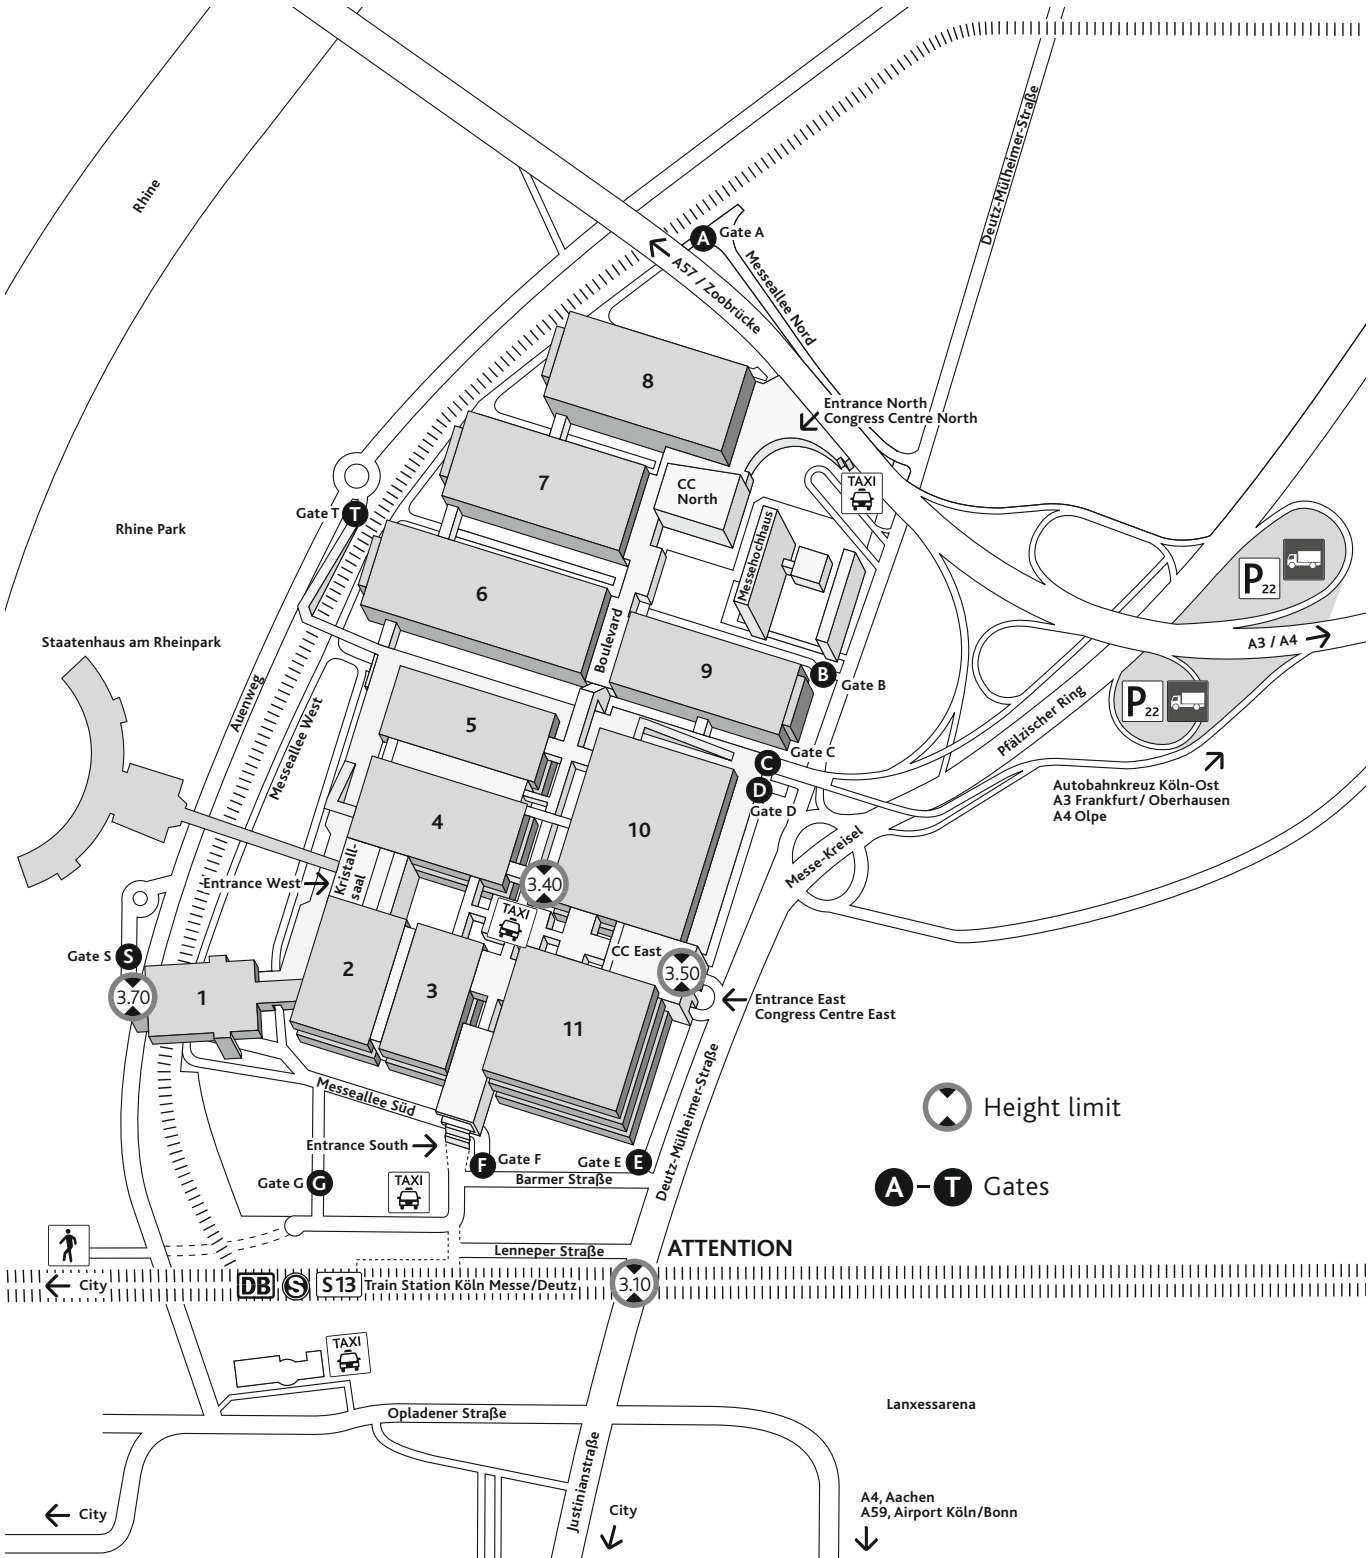 Deutz-Mülheimer-Straße
Rhine
A
Gate A
A57 / Zoobrücke
Messeallee Nord
8
Entrance North
Congress Centre North
7
CC
North
TAXI
Gate T
T
Rhine Park
Messehochhaus
P
22
6
Staatenhaus am Rheinpark
Boulevard
A3 / A4
9
B
Gate B
P
22
Auenweg
Messeallee West
5
Pfälzischer Ring
Gate C
C
D
Gate D
Autobahnkreuz Köln-Ost
A3 Frankfurt / Oberhausen
A4 Olpe
4
10
Messe-Kreisel
Kristall-
saal
Entrance West
3.40
TAXI
Gate S
S
CC East
3.50
2
3
1
3.70
Entrance East
Congress Centre East
11
Messeallee Süd
Deutz-Mülheimer-Straße
Height limit
Entrance South
F
Gate F
Gate E
E
Gate G
G
TAXI
Barmer Straße
A
–
T
Gates
Lenneper Straße
ATTENTION
City
DB
S
S 13
Train Station Köln Messe/Deutz
3.10
TAXI
Opladener Straße
Lanxessarena
Justinianstraße
City
City
A4, Aachen
A59, Airport Köln/Bonn